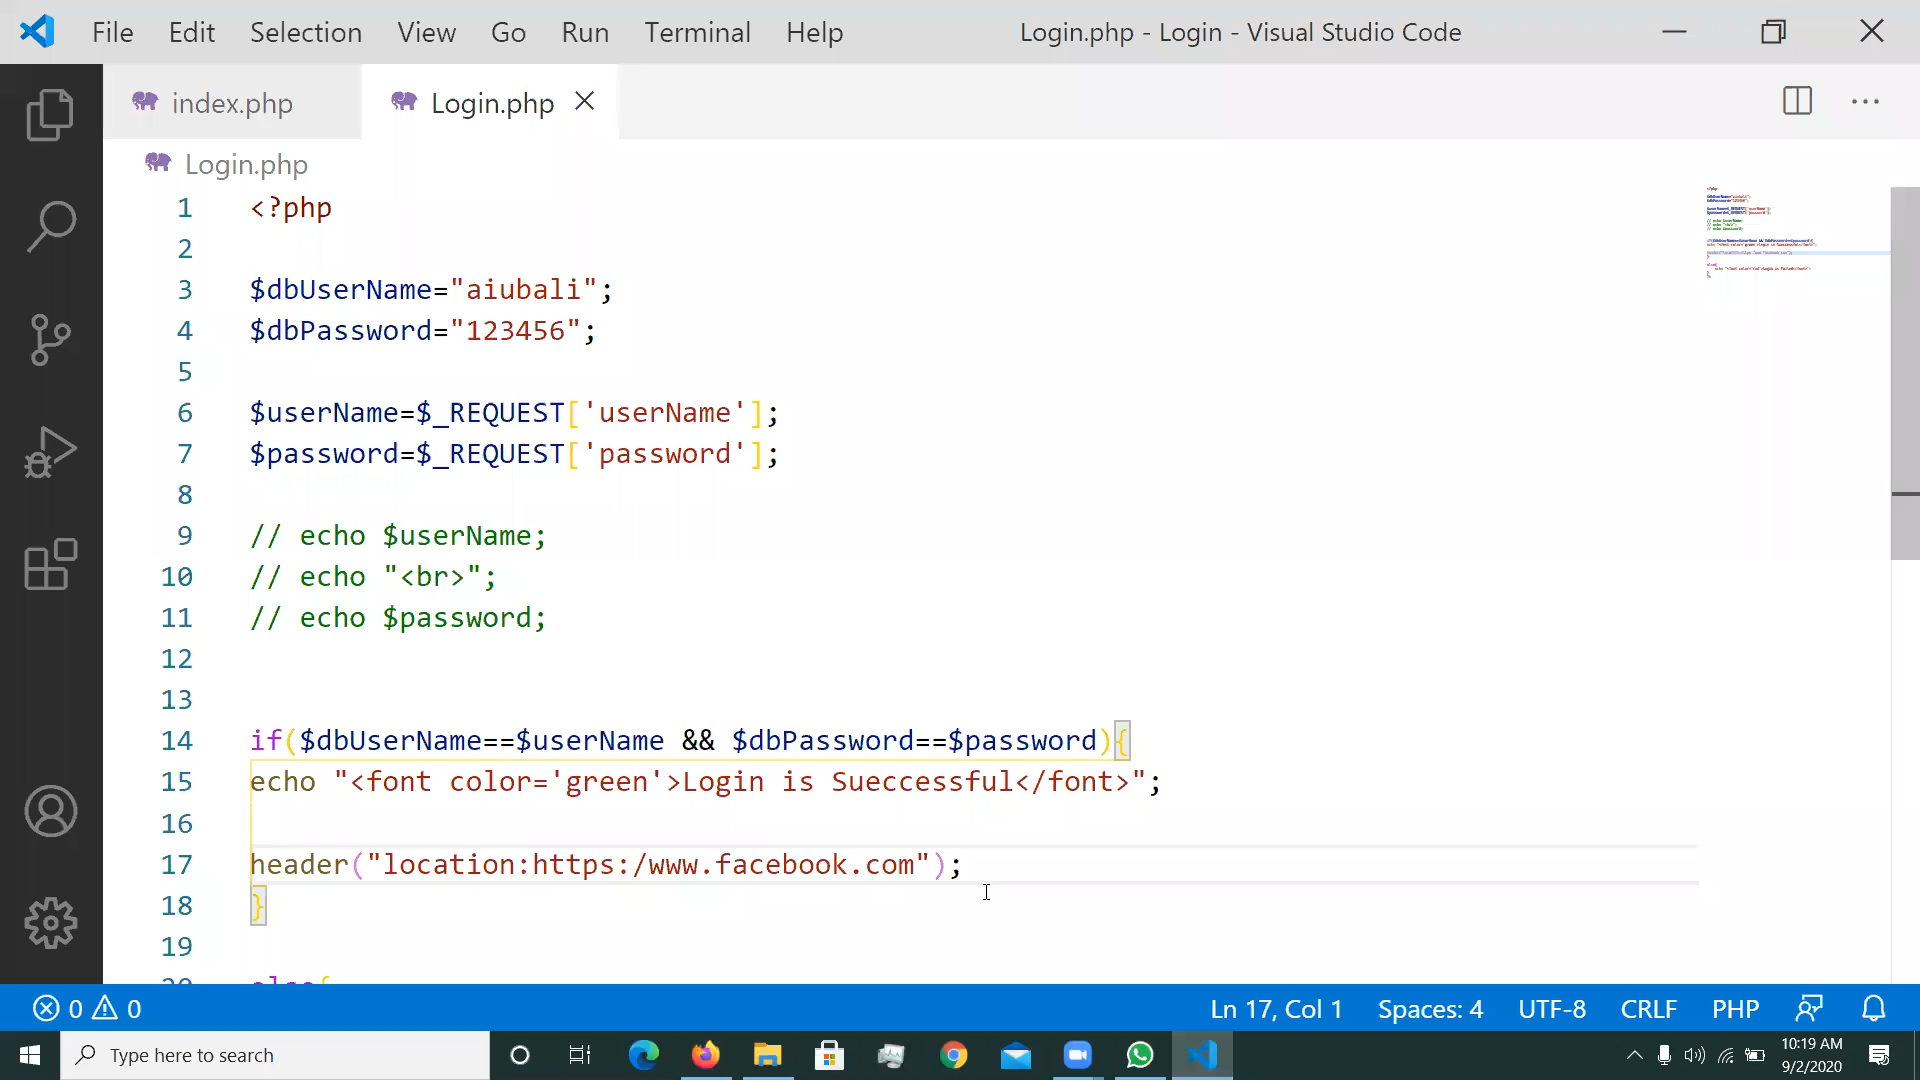 File Edit Selection View Go Run Terminal Help Login.php - Login - Visual Studio Code
index.php Login.php
Login.php
1 <?php
2
3 $dbUserName="aiubali";
4 $dbPassword="123456";
5
6 $userName=$_REQUEST['userName'];
7 $password=$_REQUEST['password'];
8
9 // echo $userName;
10 // echo "<br>";
11 // echo $password;
12
13
14 if($dbUserName==$userName && $dbPassword==$password){
15 echo "<font color='green'>Login is Sueccessful</font>";
16
17 header("location:https:/www.facebook.com");
18 }
19
20 else{
0 0 Ln 17, Col 1 Spaces: 4 UTF-8 CRLF PHP
Type here to search 10:19 AM
9/2/2020